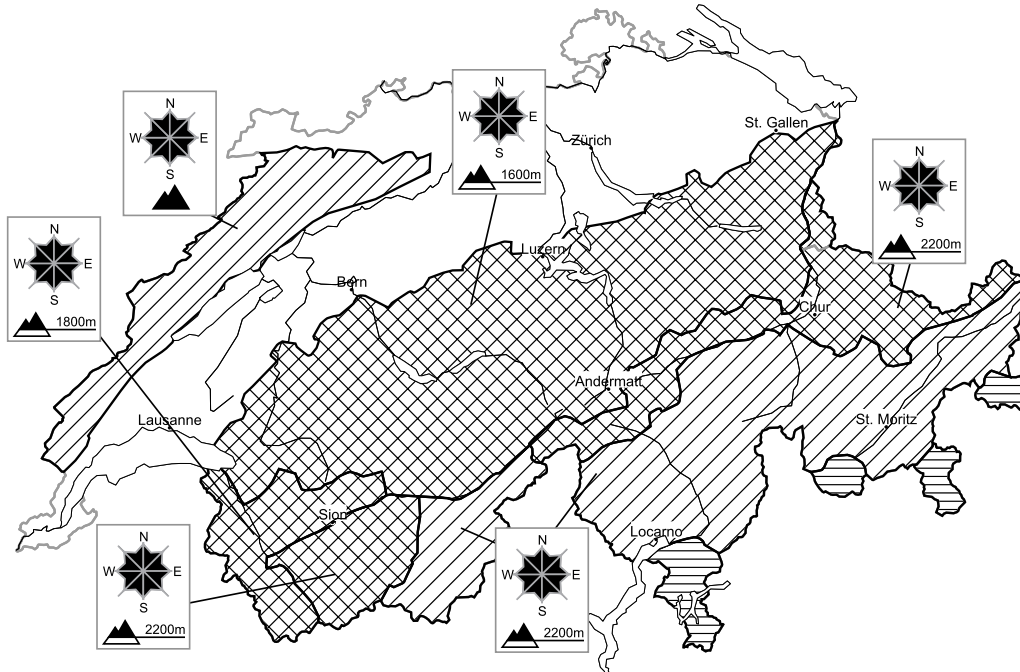 N
W E
S
1600m
N
W E
S
Zürich
St. Gallen
N
W E
S
2200m
N
W E
S
1800m
Luzern
Bern
Chur
Andermatt
Lausanne
St. Moritz
Sion
Locarno
N
W E
S
2200m
N
W E
S
2200m